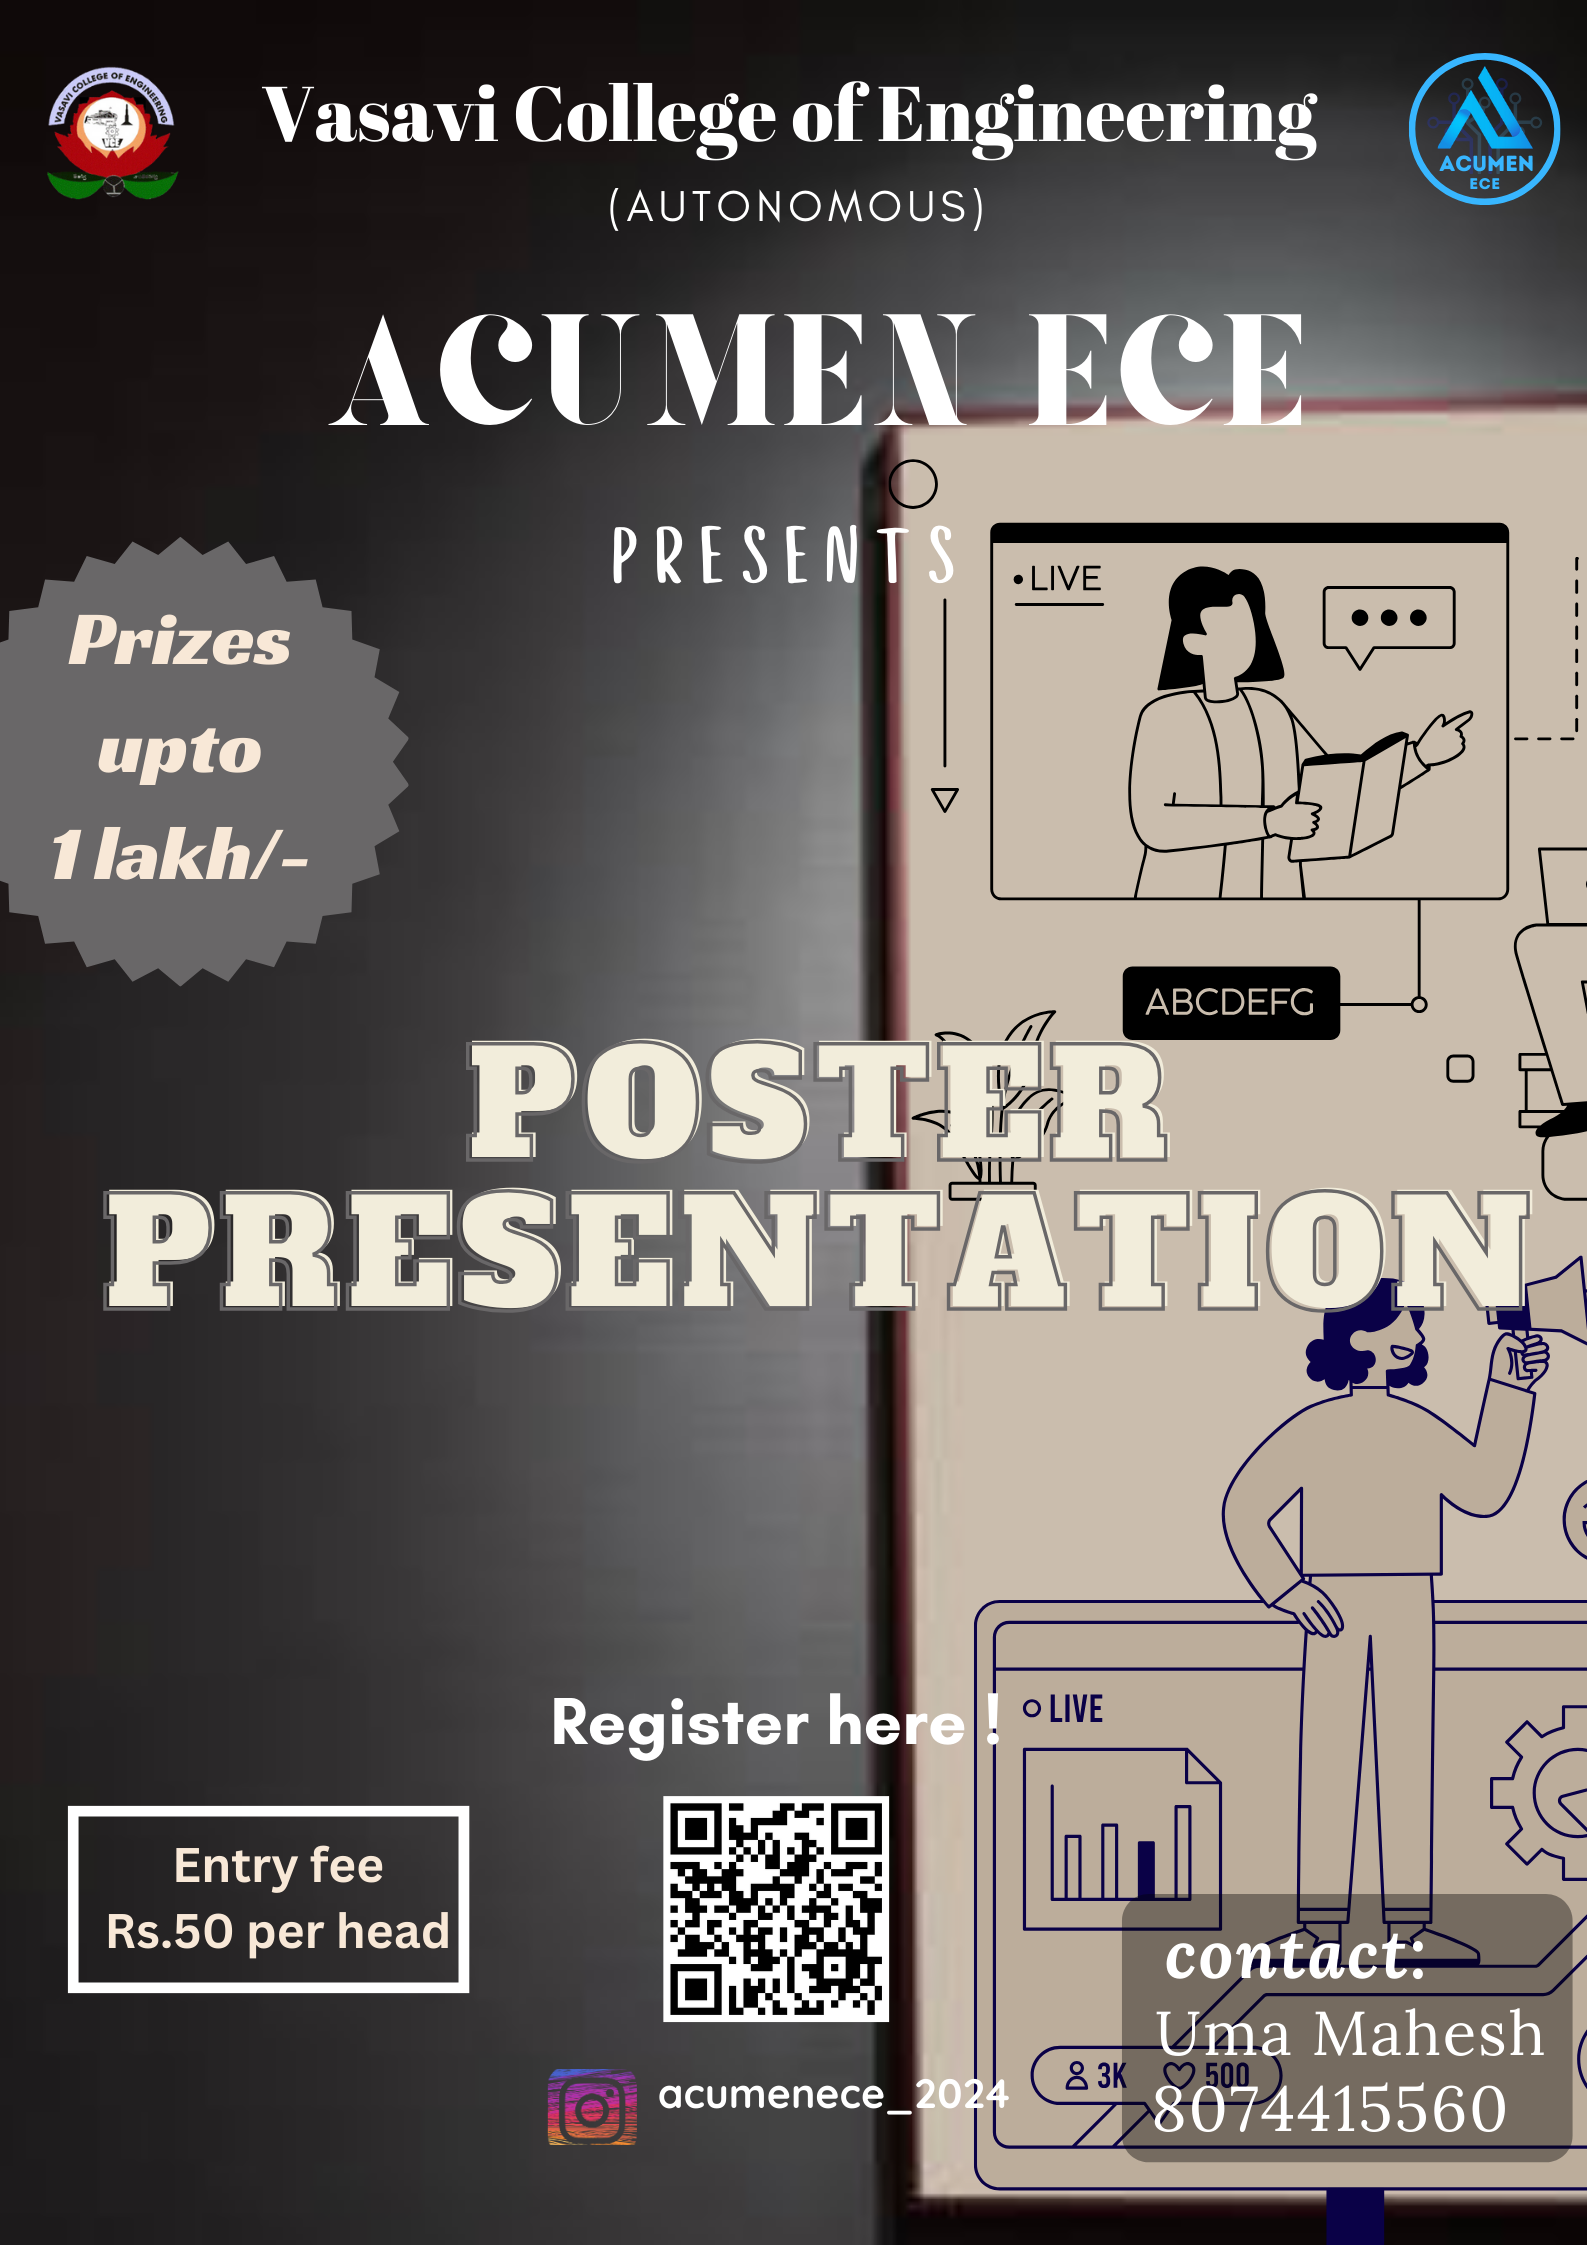 VASAVI COLLEGE OF ENGINEERING
VCE
Vasavi College of Engineering
(AUTONOMOUS)
ACUMEN
ECE
ACUMEN ECE
PRESENTS
Prizes
upto
1 lakh/-
LIVE
ABCDEFG
POSTER
PRESENTATION
Register here !
LIVE
Entry fee
Rs.50 per head
contact:
Uma Mahesh
8074415560
3K 500
acumenece_2024